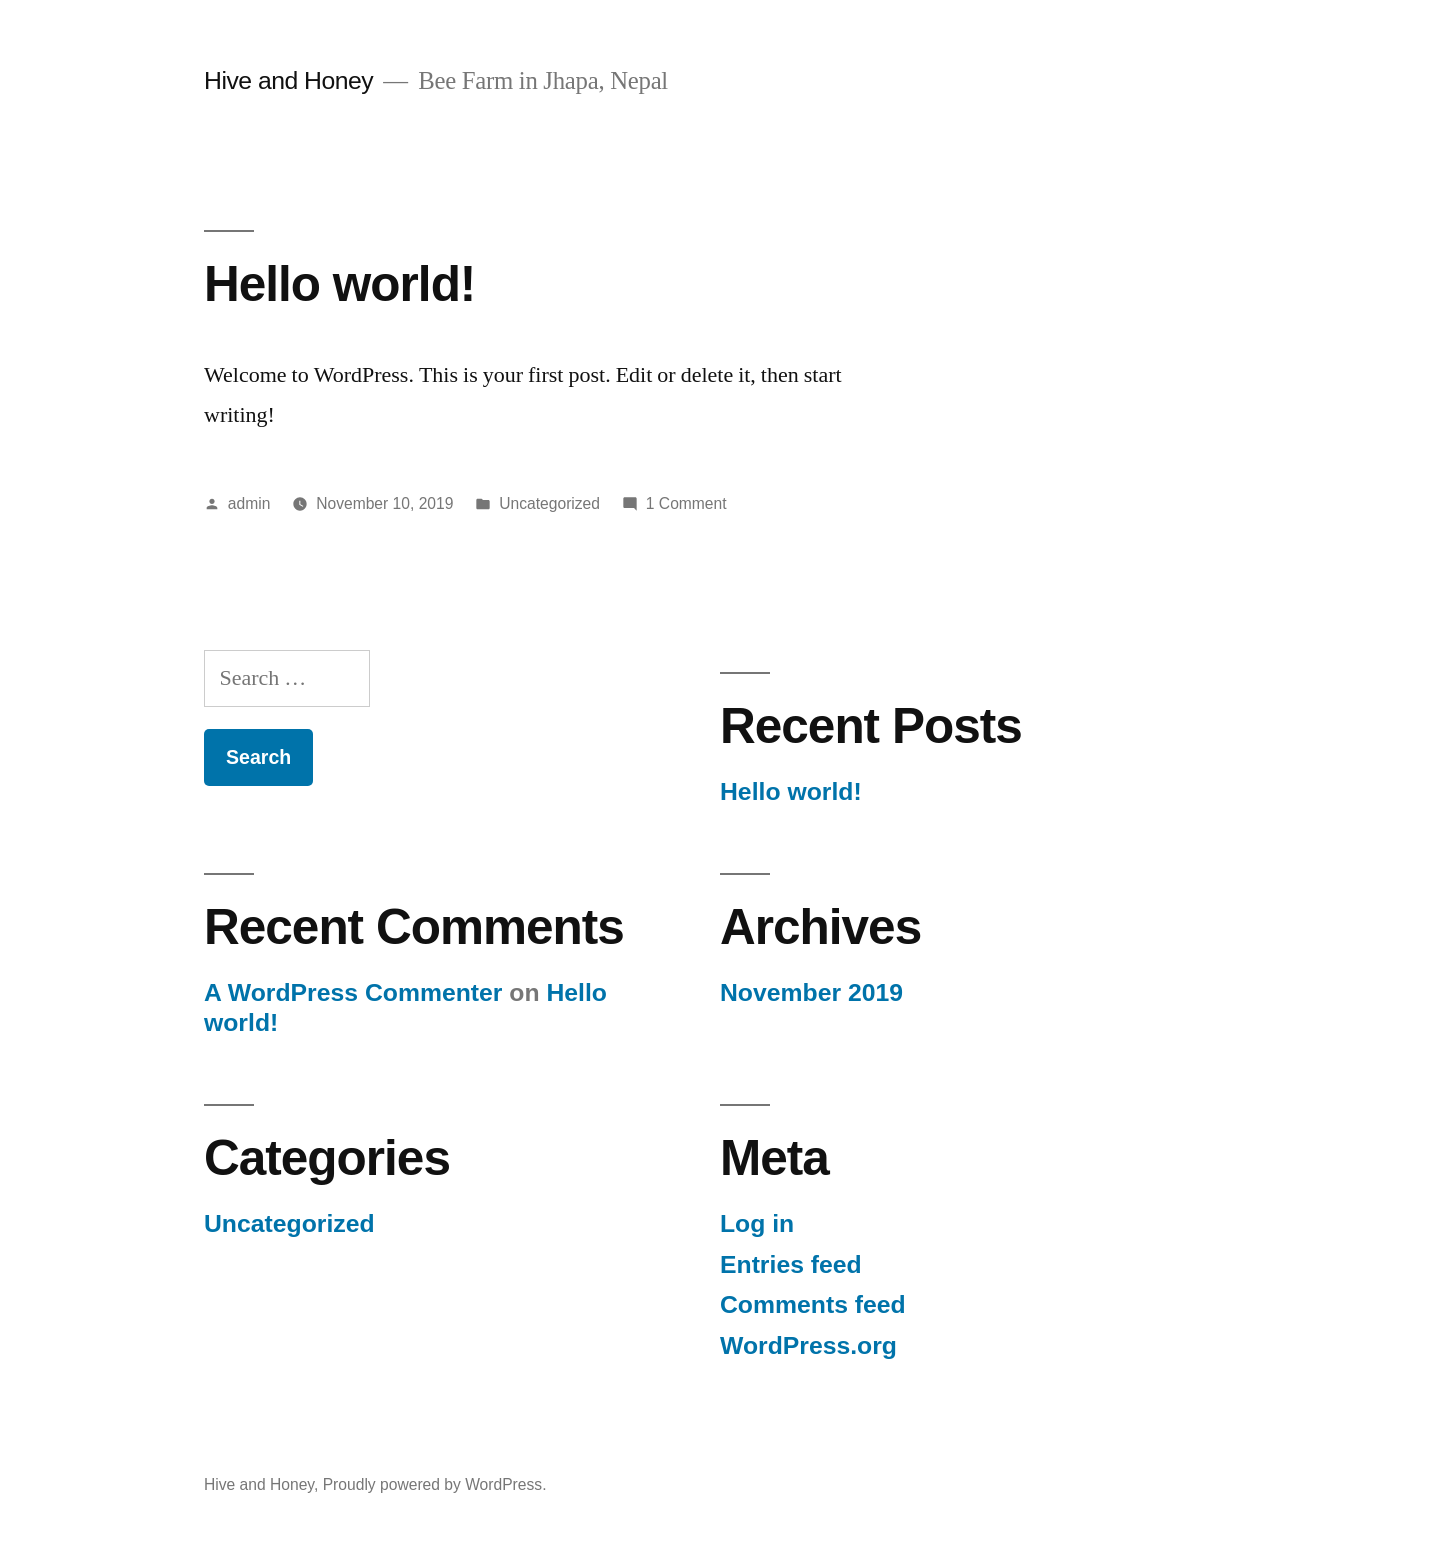 Hive and Honey — Bee Farm in Jhapa, Nepal
Hello world!
Welcome to WordPress. This is your first post. Edit or delete it, then start
writing!
admin November 10, 2019 Uncategorized 1 Comment
Search …
Search
Recent Posts
Hello world!
Recent Comments
A WordPress Commenter on Hello
world!
Archives
November 2019
Categories
Uncategorized
Meta
Log in
Entries feed
Comments feed
WordPress.org
Hive and Honey, Proudly powered by WordPress.